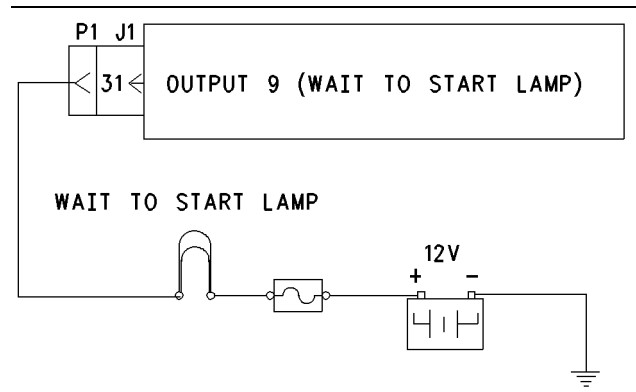 P1 J1
31 OUTPUT 9 (WAIT TO START LAMP)
WAIT TO START LAMP
12V
+ -